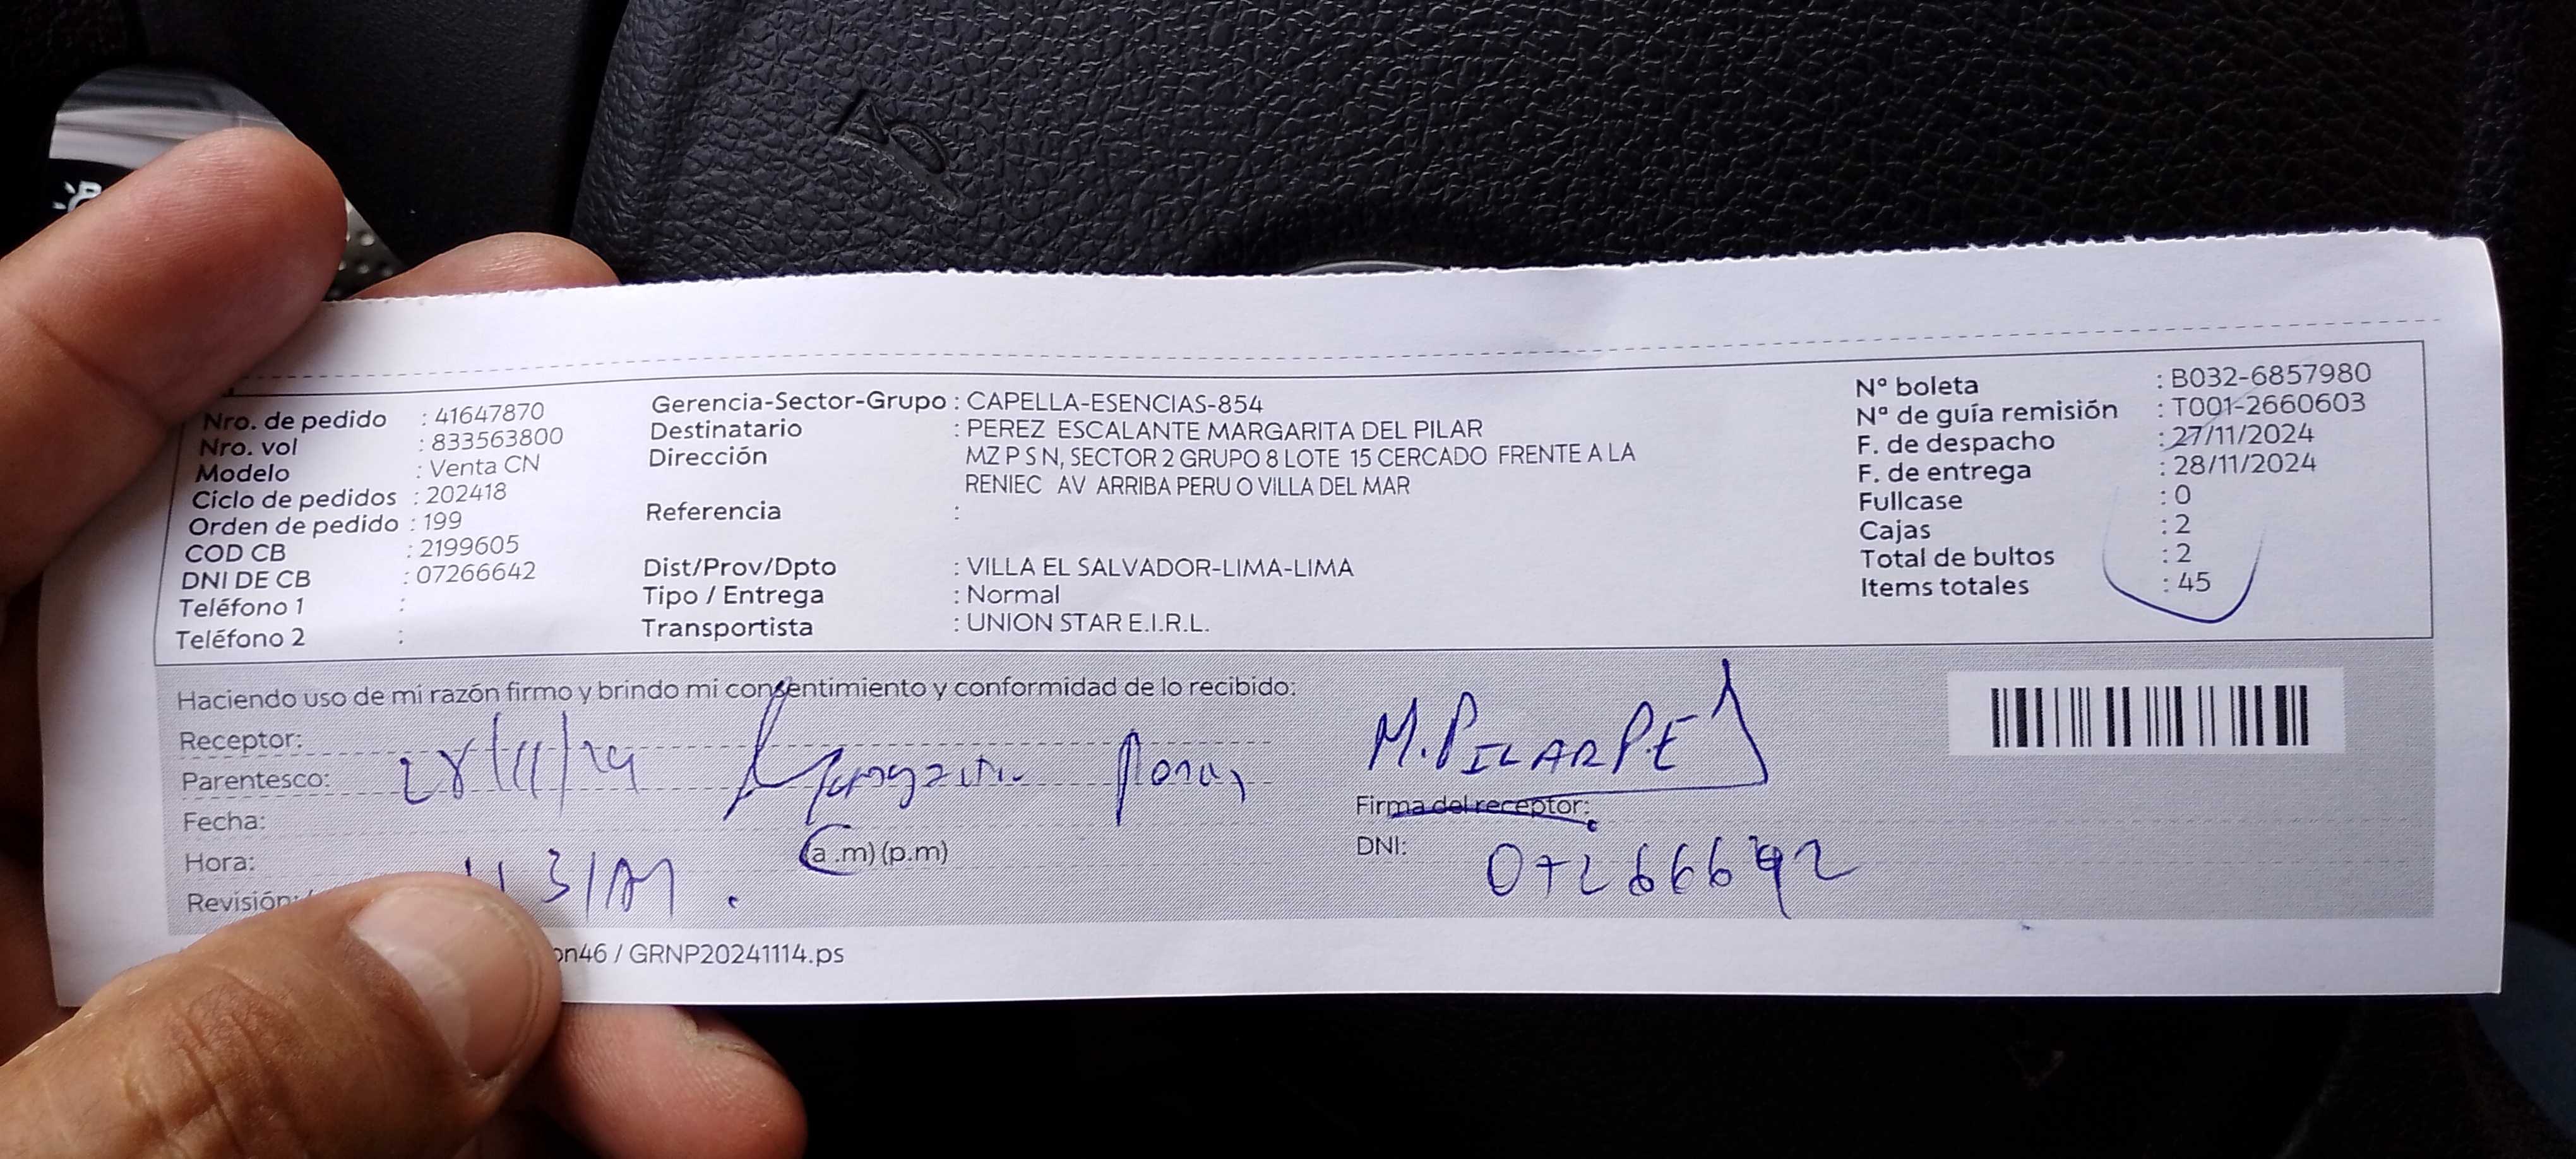 Nro. de pedido : 41647870
Nro. vol : 833563800
Modelo : Venta CN
Ciclo de pedidos : 202418
Orden de pedido : 199
COD CB : 2199605
DNI DE CB : 07266642
Teléfono 1 :
Teléfono 2 :
Gerencia-Sector-Grupo : CAPELLA-ESENCIAS-854
Destinatario : PEREZ ESCALANTE MARGARITA DEL PILAR
Dirección MZ P S N, SECTOR 2 GRUPO 8 LOTE 15 CERCADO FRENTE A LA
RENIEC AV ARRIBA PERU O VILLA DEL MAR
Referencia :
Dist/Prov/Dpto : VILLA EL SALVADOR-LIMA-LIMA
Tipo / Entrega : Normal
Transportista : UNION STAR E.I.R.L.
Nº boleta : B032-6857980
Nª de guía remisión : T001-2660603
F. de despacho : 27/11/2024
F. de entrega : 28/11/2024
Fullcase : 0
Cajas : 2
Total de bultos : 2
Items totales : 45
Haciendo uso de mi razón firmo y brindo mi consentimiento y conformidad de lo recibido:
Receptor:
Parentesco: 28/11/24
Fecha:
Hora: (a.m) (p.m)
Revisión:
M. PILAR P.E
Firma del receptor:
DNI: 07266642
on46 / GRNP20241114.ps